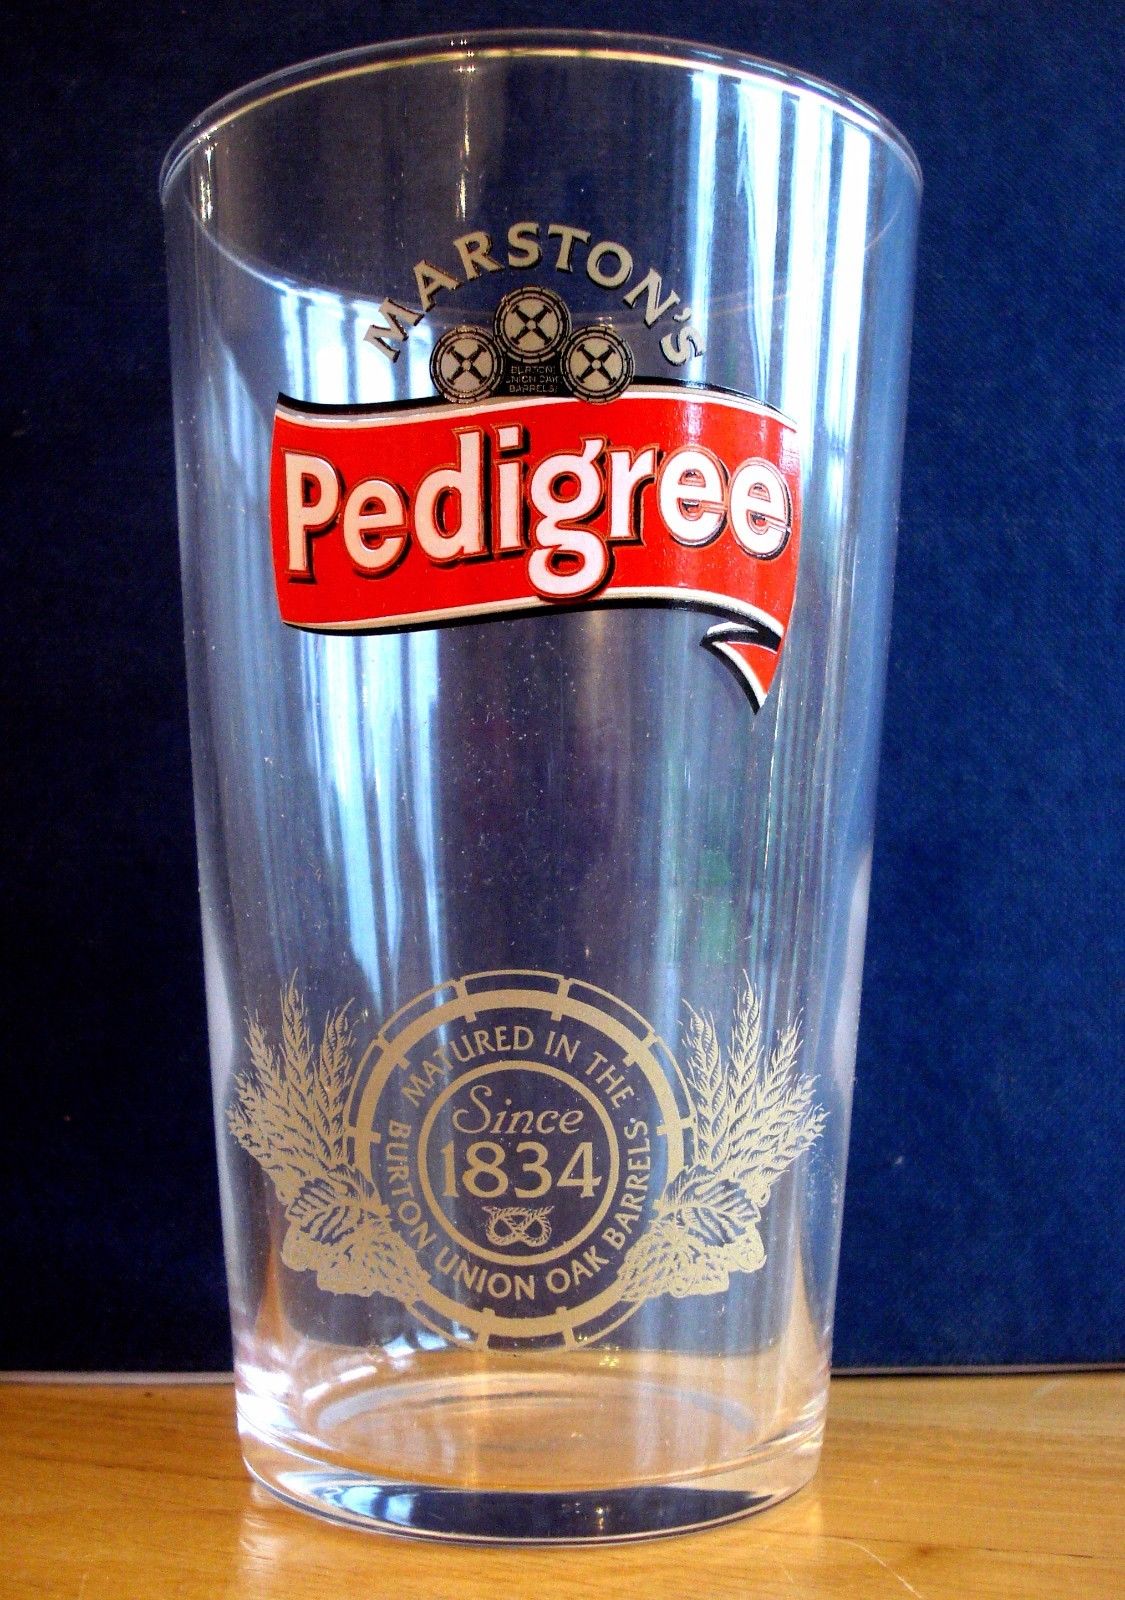 MARSTON'S
BURTON
UNION OAK
BARRELS
Pedigree
MATURED IN THE
Since
1834
BURTON UNION OAK BARRELS